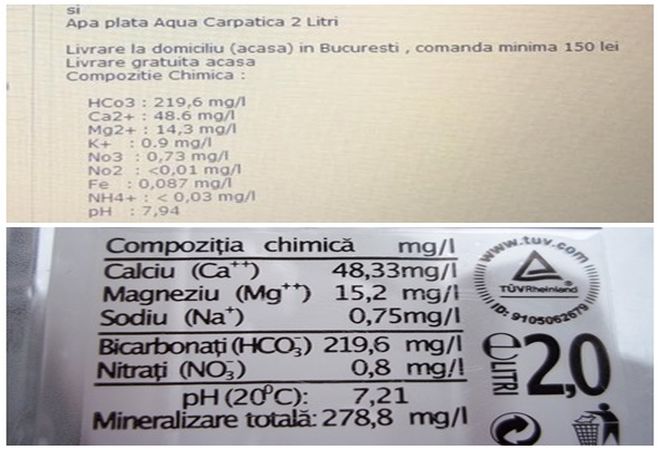 si
Apa plata Aqua Carpatica 2 Litri
Livrare la domiciliu (acasa) in Bucuresti , comanda minima 150 lei
Livrare gratuita acasa
Compozitie Chimica :
HCo3 : 219,6 mg/l
Ca2+ : 48.6 mg/l
Mg2+ : 14,3 mg/l
K+ : 0.9 mg/l
No3 : 0,73 mg/l
No2 : <0,01 mg/l
Fe : 0,087 mg/l
NH4+ : < 0,03 mg/l
pH : 7,94
Compoziția chimică mg/l
Calciu (Ca⁺⁺) 48,33mg/l
Magneziu (Mg⁺⁺) 15,2 mg/l
Sodiu (Na⁺) 0,75mg/l
Bicarbonați (HCO₃⁻) 219,6 mg/l
Nitrați (NO₃⁻) 0,8 mg/l
pH (20°C): 7,21
Mineralizare totală: 278,8 mg/l
www.tuv.com
TÜVRheinland®
ID: 9105062679
e LITRI 2,0